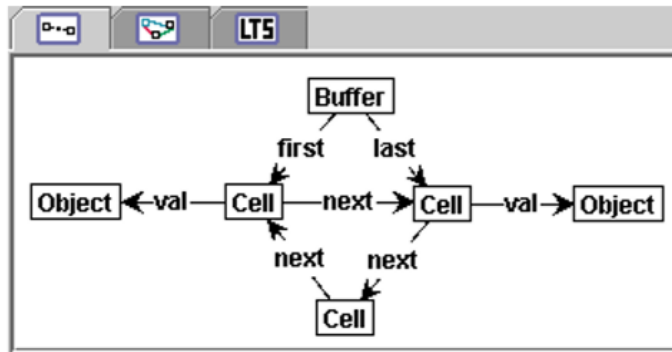 LTS
Buffer
first last
Object val Cell next Cell val Object
next next
Cell